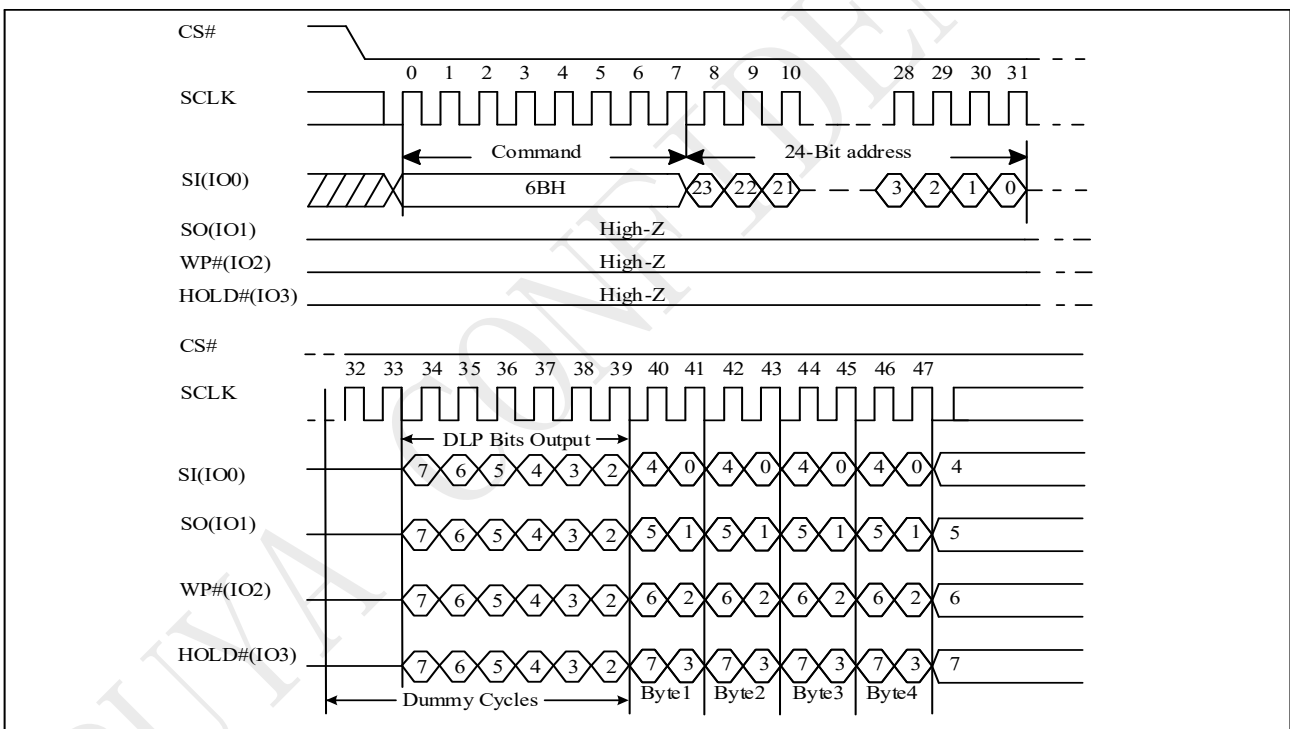 CS#
0 1 2 3 4 5 6 7 8 9 10 28 29 30 31
SCLK
Command 24-Bit address
SI(IO0) 6BH 23 22 21 3 2 1 0
SO(IO1) High-Z
WP#(IO2) High-Z
HOLD#(IO3) High-Z
CS#
32 33 34 35 36 37 38 39 40 41 42 43 44 45 46 47
SCLK
DLP Bits Output
SI(IO0) 7 6 5 4 3 2 4 0 4 0 4 0 4 0 4
SO(IO1) 7 6 5 4 3 2 5 1 5 1 5 1 5 1 5
WP#(IO2) 7 6 5 4 3 2 6 2 6 2 6 2 6 2 6
HOLD#(IO3) 7 6 5 4 3 2 7 3 7 3 7 3 7 3 7
Dummy Cycles Byte1 Byte2 Byte3 Byte4